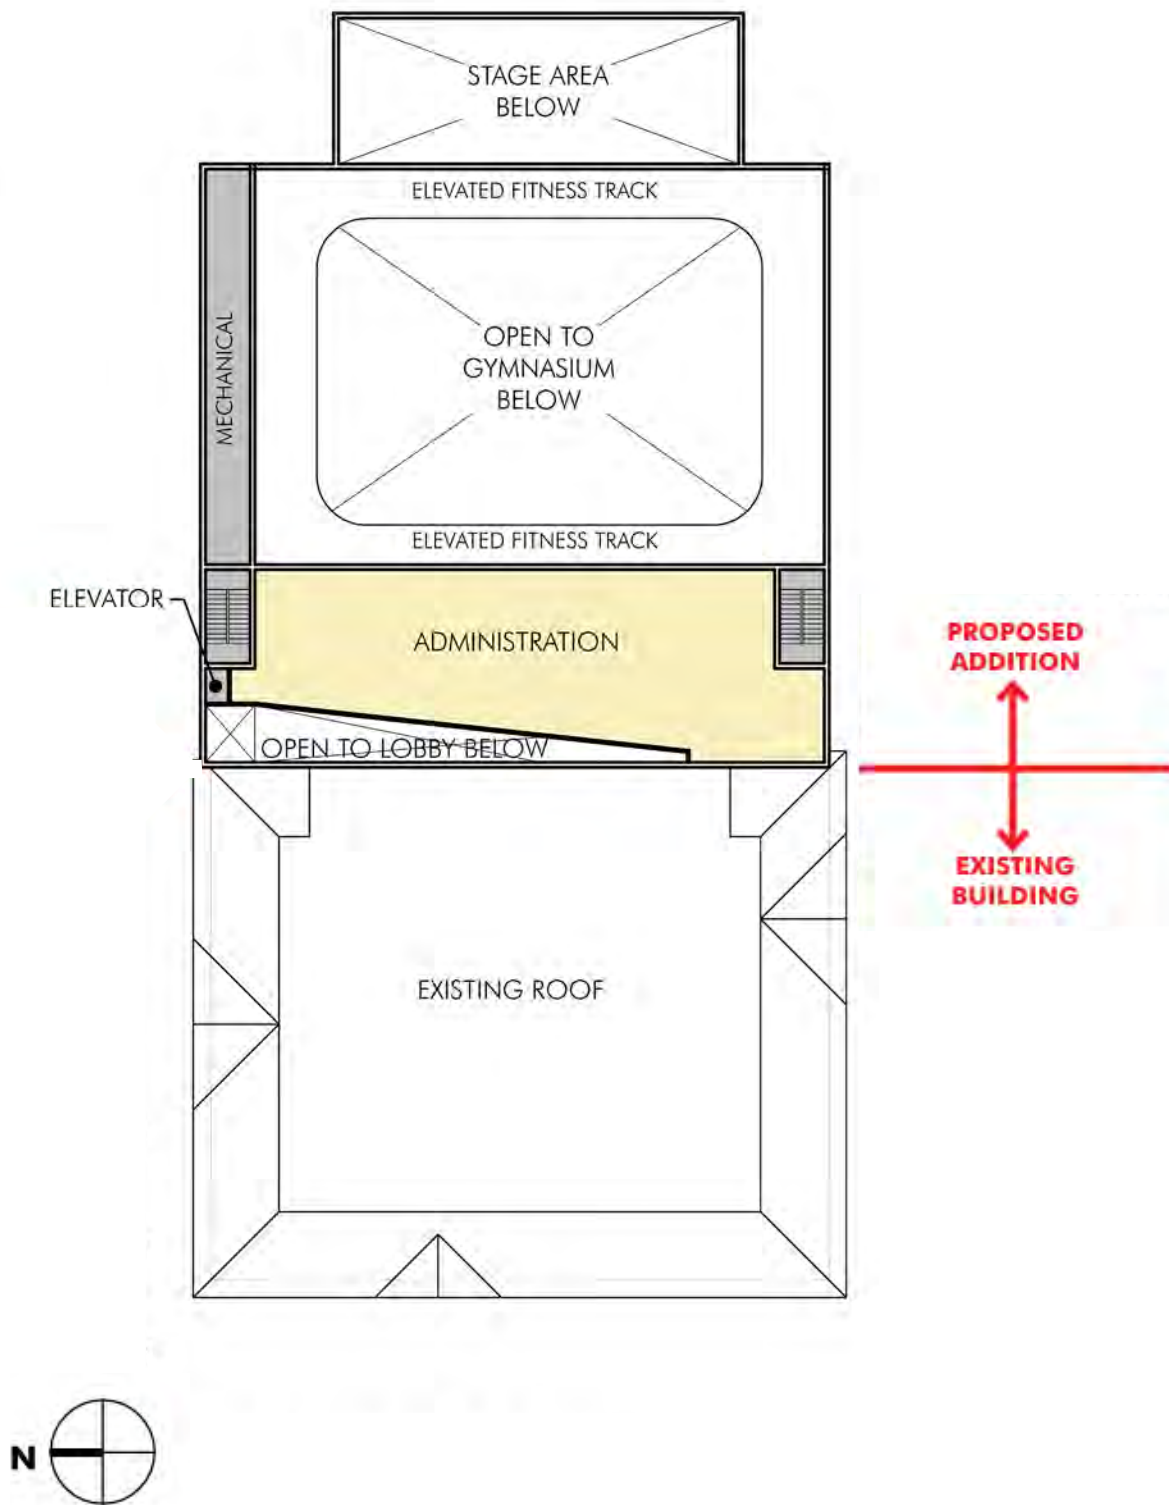 STAGE AREA
BELOW
ELEVATED FITNESS TRACK
MECHANICAL
OPEN TO
GYMNASIUM
BELOW
ELEVATED FITNESS TRACK
ELEVATOR
ADMINISTRATION
PROPOSED
ADDITION
OPEN TO LOBBY BELOW
EXISTING
BUILDING
EXISTING ROOF
N